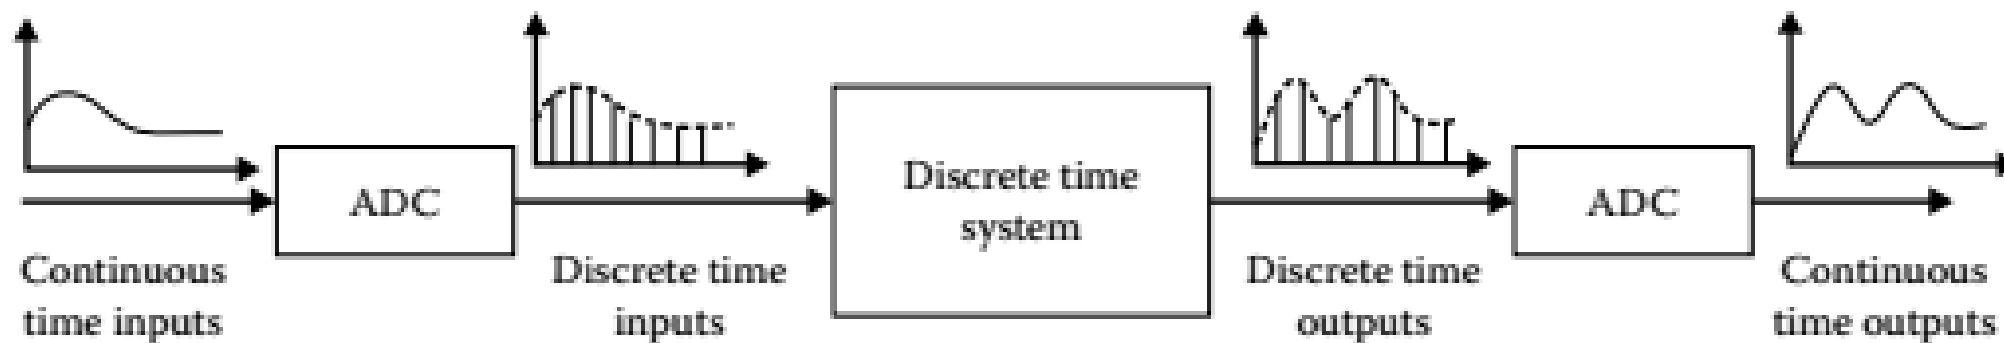 ADC
Discrete time
system
ADC
Continuous
time inputs
Discrete time
inputs
Discrete time
outputs
Continuous
time outputs